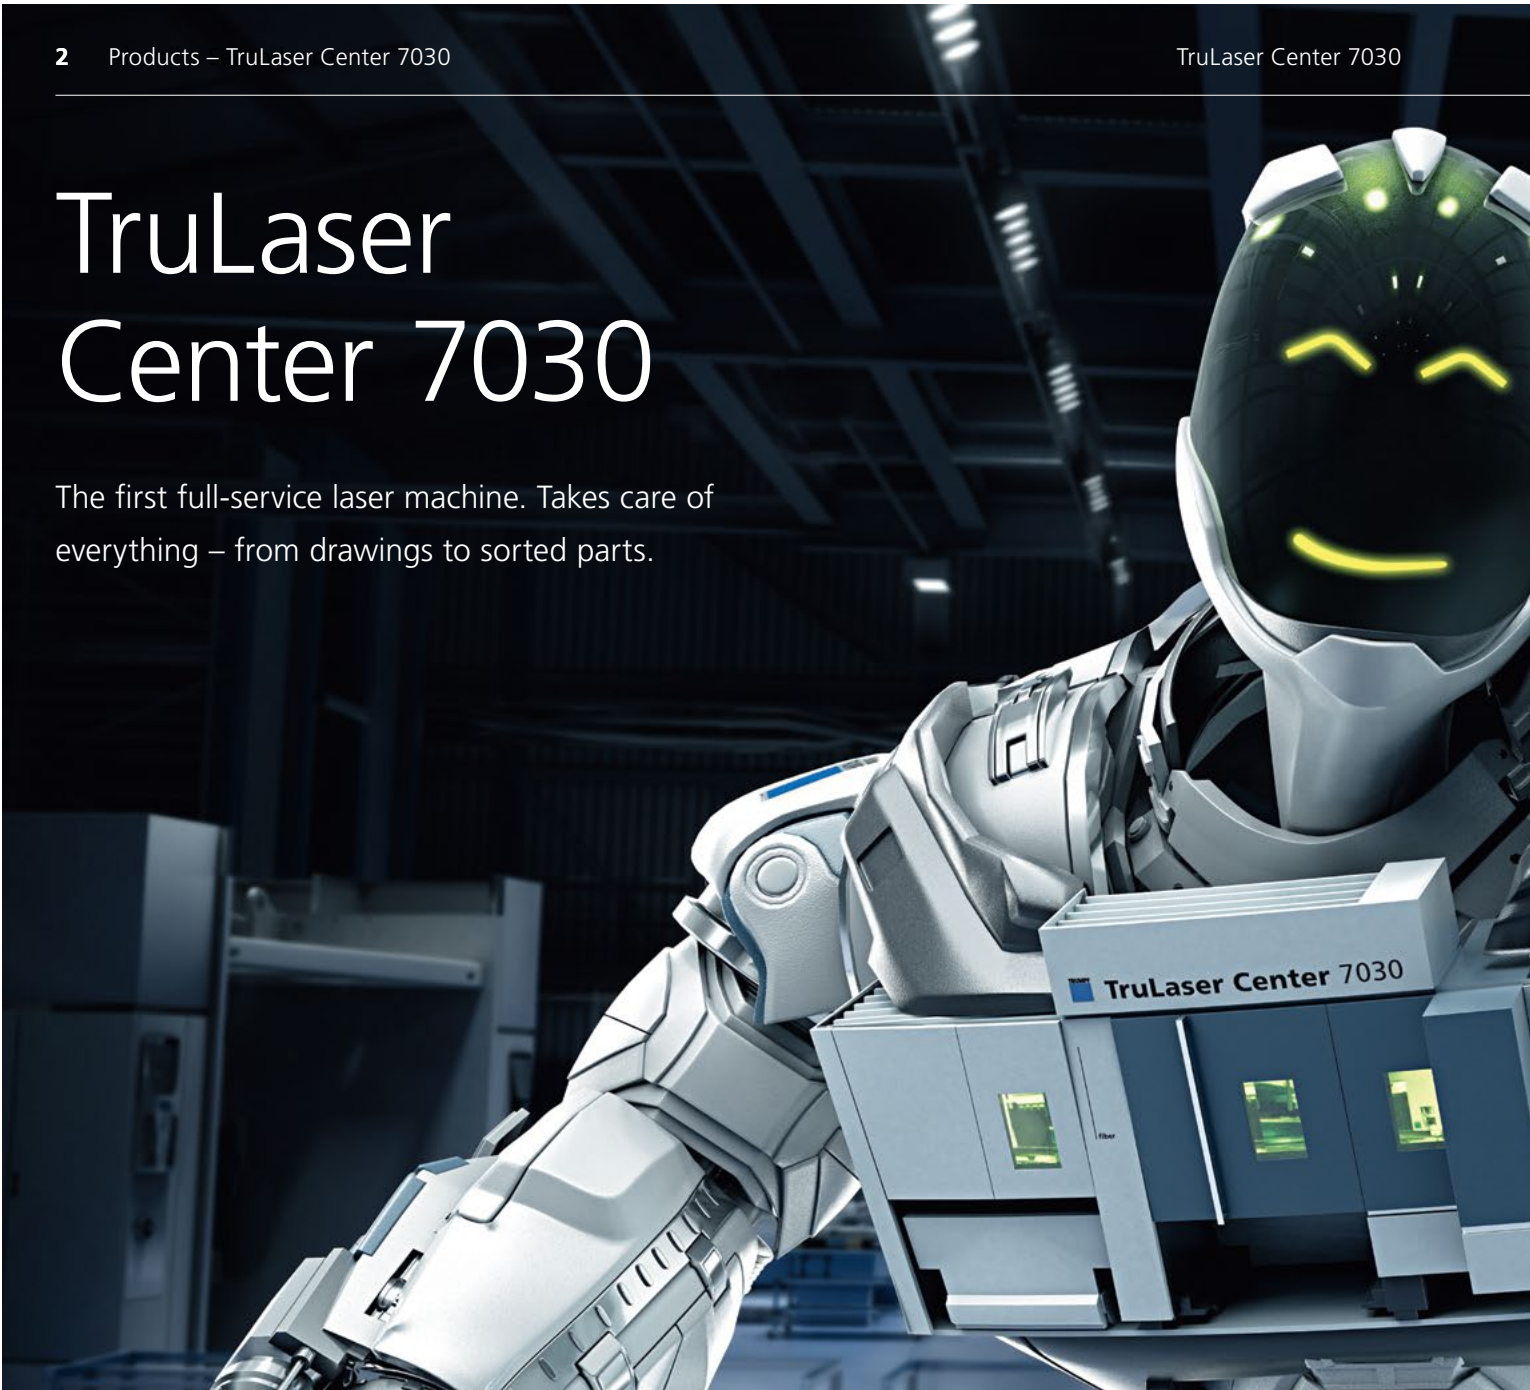 2 Products – TruLaser Center 7030
TruLaser Center 7030
TruLaser
Center 7030
The first full-service laser machine. Takes care of
everything – from drawings to sorted parts.
TRUMPF
TruLaser Center 7030
fiber